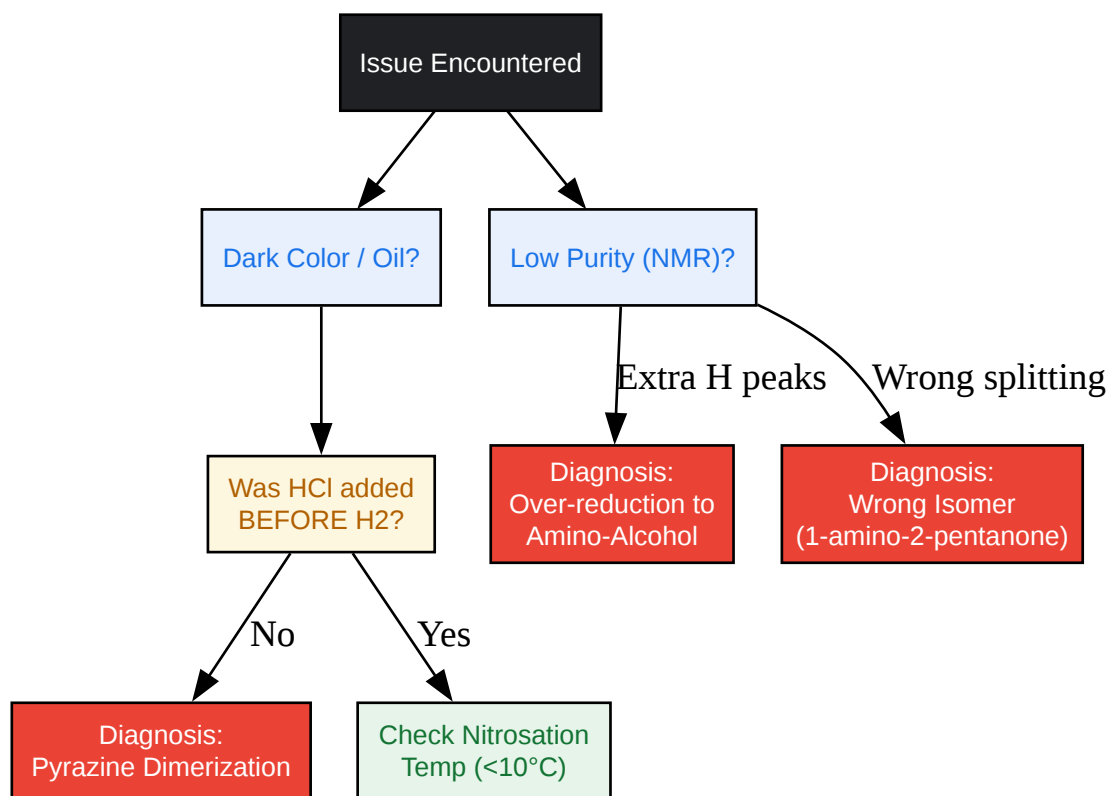 Issue Encountered
Dark Color / Oil?
Low Purity (NMR)?
Extra H peaks
Wrong splitting
Was HCl added
BEFORE H2?
Diagnosis:
Over-reduction to
Amino-Alcohol
Diagnosis:
Wrong Isomer
(1-amino-2-pentanone)
No
Yes
Diagnosis:
Pyrazine Dimerization
Check Nitrosation
Temp (<10°C)